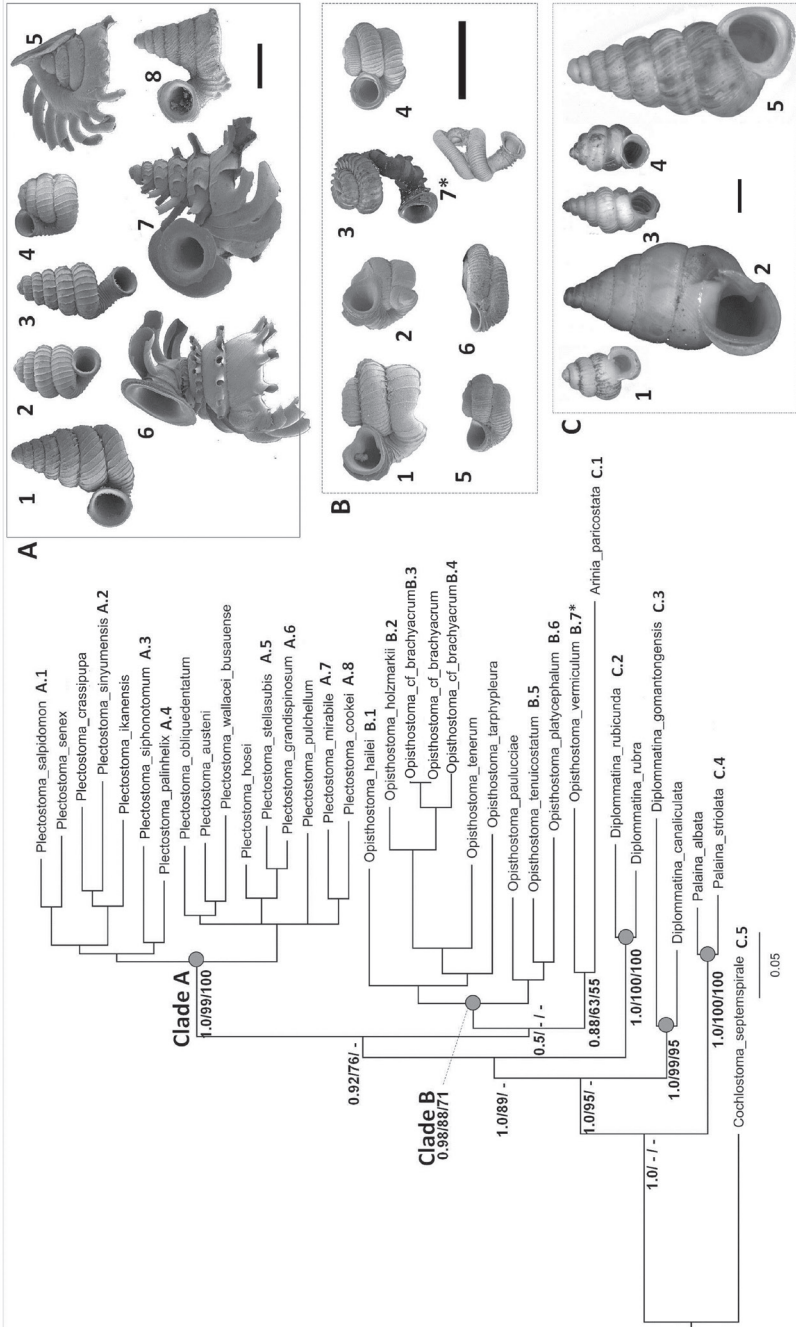 Plectostoma_salpidomon A.1
Plectostoma_senex
Plectostoma_crassipupa
Plectostoma_sinyumensis A.2
Plectostoma_ikanensis
Plectostoma_siphonotomum A.3
Plectostoma_palinhelix A.4
Plectostoma_obliquedentatum
Plectostoma_austeni
Plectostoma_wallacei_busauense
Plectostoma_hosei
Plectostoma_stellasubis A.5
Plectostoma_grandispinosum A.6
Plectostoma_pulchellum
Plectostoma_mirabile A.7
Plectostoma_cookei A.8
Opisthostoma_hailei B.1
Opisthostoma_holzmarkii B.2
Opisthostoma_cf_brachyacrum B.3
Opisthostoma_cf_brachyacrum
Opisthostoma_cf_brachyacrum B.4
Opisthostoma_tenerum
Opisthostoma_tarphypleura
Opisthostoma_paulucciae
Opisthostoma_tenuicostatum B.5
Opisthostoma_platycephalum B.6
Opisthostoma_vermiculum B.7*
Arinia_paricostata C.1
Diplommatina_rubicunda C.2
Diplommatina_rubra
Diplommatina_gomantongensis C.3
Diplommatina_canaliculata
Palaina_albata
Palaina_striolata C.4
Cochlostoma_septemspirale C.5
Clade A
1.0/99/100
0.92/76/ -
Clade B
0.98/88/71
0.5/ - / -
0.88/63/55
1.0/89/ -
1.0/100/100
1.0/95/ -
1.0/99/95
1.0/ - / -
1.0/100/100
0.05
A
1
2
3
4
5
6
7
8
B
1
2
3
4
5
6
7*
C
1
2
3
4
5